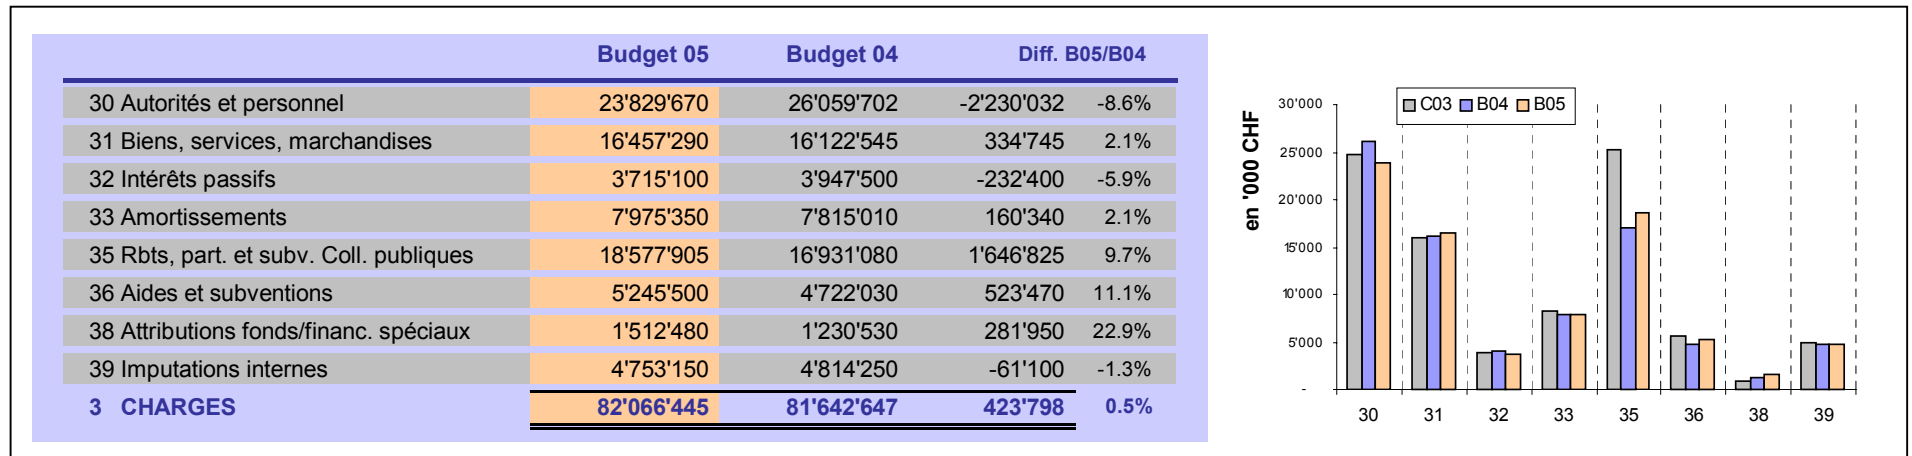 Budget 05 Budget 04 Diff. B05/B04
30 Autorités et personnel 23'829'670 26'059'702 -2'230'032 -8.6%
31 Biens, services, marchandises 16'457'290 16'122'545 334'745 2.1%
32 Intérêts passifs 3'715'100 3'947'500 -232'400 -5.9%
33 Amortissements 7'975'350 7'815'010 160'340 2.1%
35 Rbts, part. et subv. Coll. publiques 18'577'905 16'931'080 1'646'825 9.7%
36 Aides et subventions 5'245'500 4'722'030 523'470 11.1%
38 Attributions fonds/financ. spéciaux 1'512'480 1'230'530 281'950 22.9%
39 Imputations internes 4'753'150 4'814'250 -61'100 -1.3%
3 CHARGES 82'066'445 81'642'647 423'798 0.5%
en '000 CHF
C03 B04 B05
30'000
25'000
20'000
15'000
10'000
5'000
-
30 31 32 33 35 36 38 39